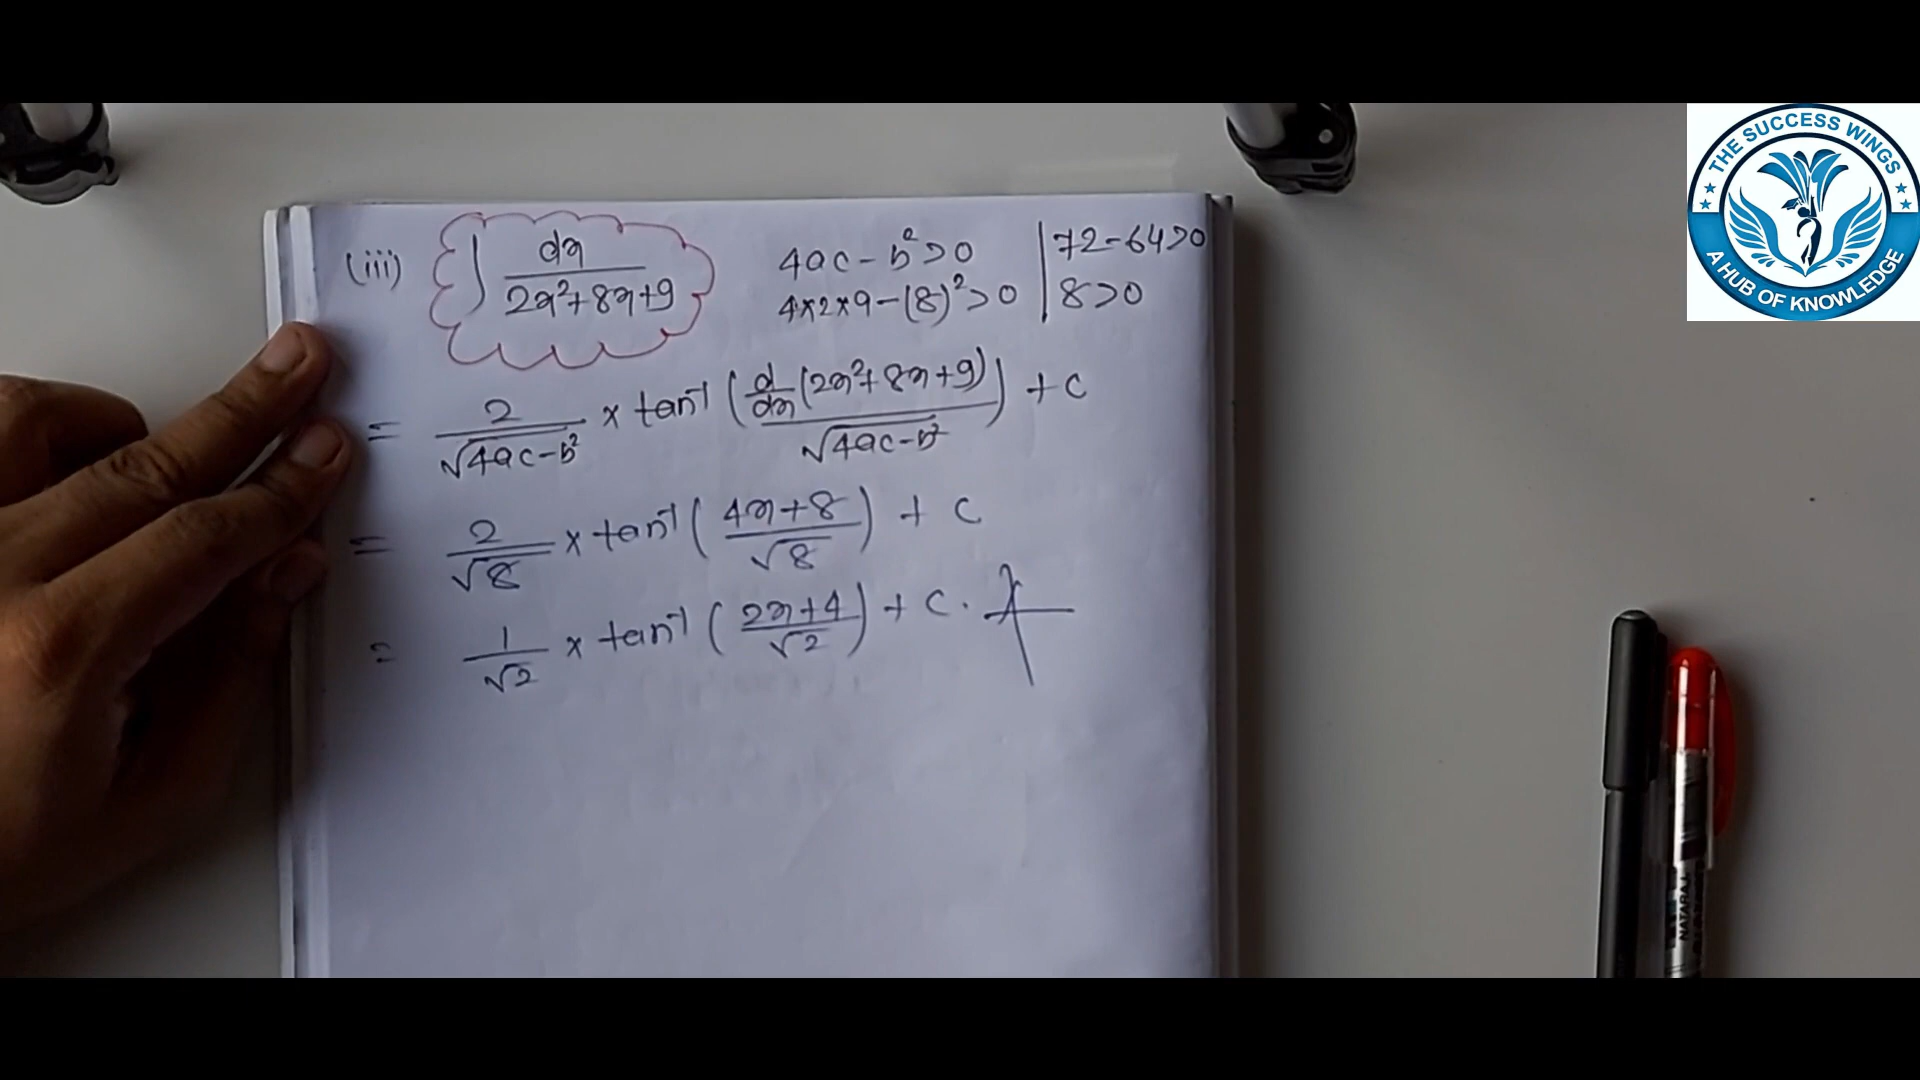 (iii) ∫ dx / 2x²+8x+9
4ac - b² > 0
4×2×9 - (8)² > 0
72 - 64 > 0
8 > 0
= 2/√4ac-b² × tan⁻¹ ( d/dx (2x²+8x+9) / √4ac-b² ) + c
= 2/√8 × tan⁻¹ ( 4x+8 / √8 ) + c
= 1/√2 × tan⁻¹ ( 2x+4 / √2 ) + c.
THE SUCCESS WINGS
A HUB OF KNOWLEDGE
NATARAJ